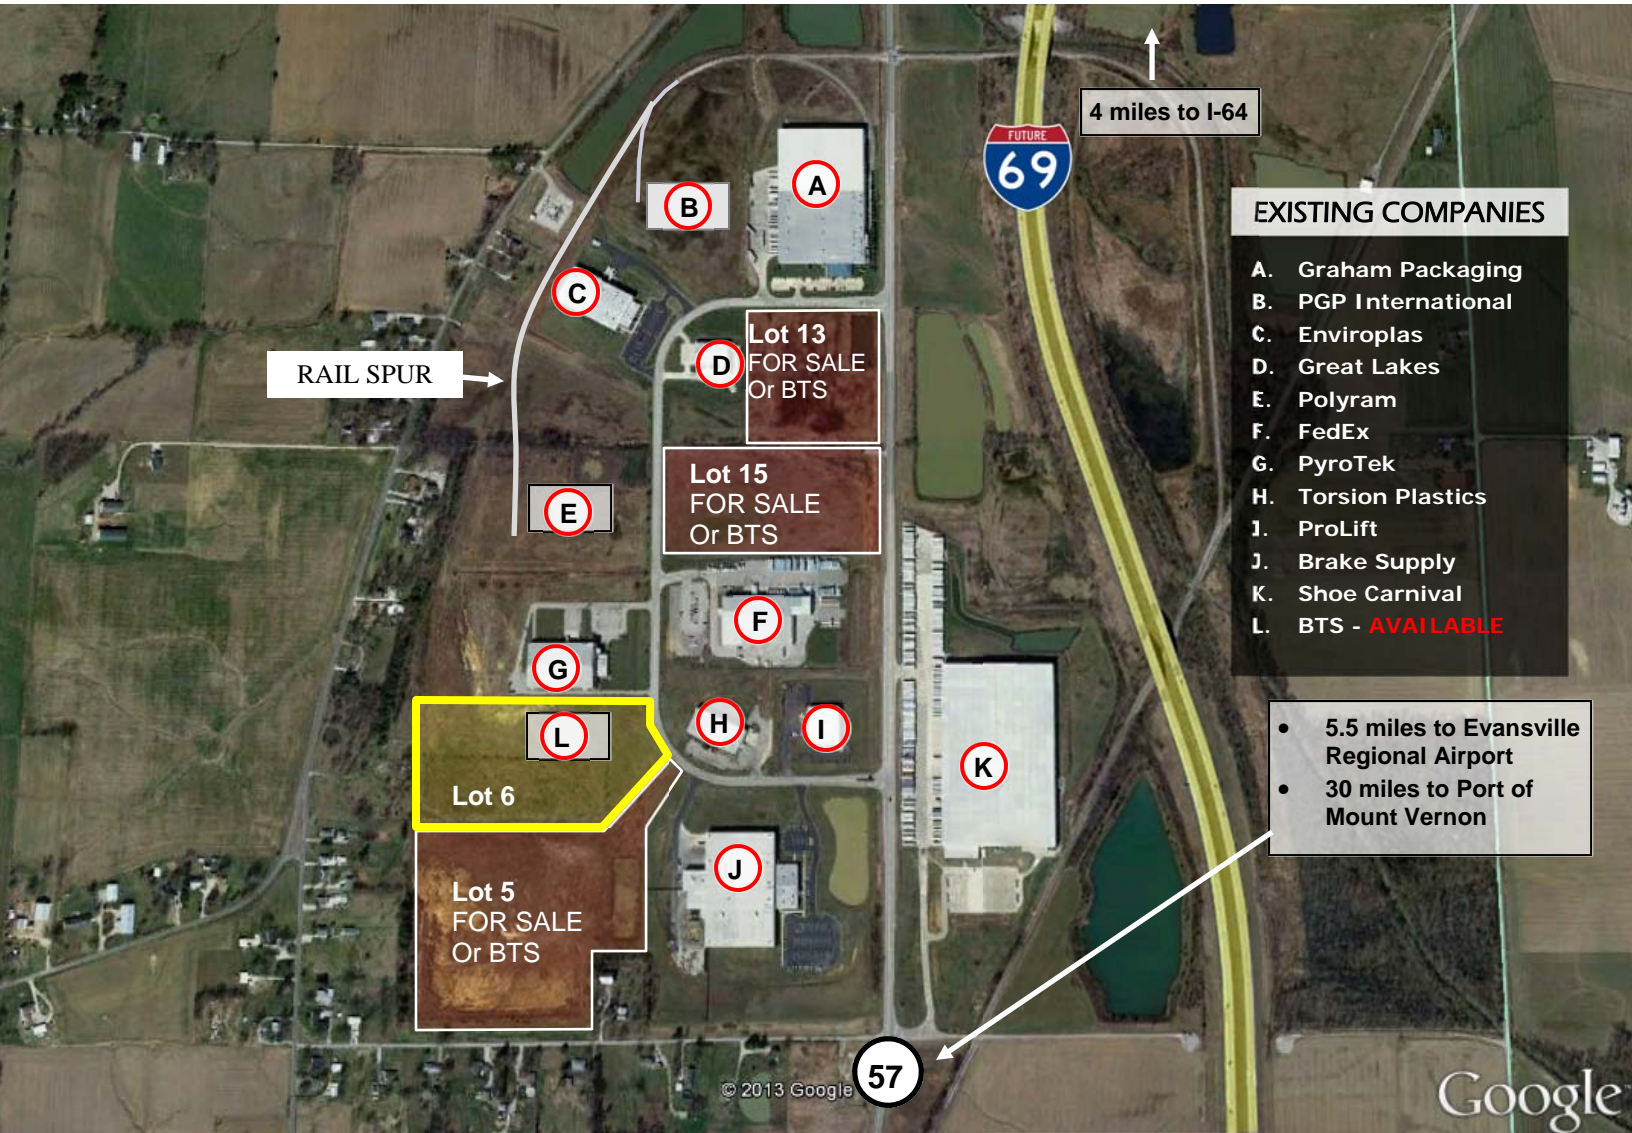 4 miles to I-64
FUTURE
69
A
B
C
D
E
F
G
H
I
J
K
L
RAIL SPUR
Lot 13
FOR SALE
Or BTS
Lot 15
FOR SALE
Or BTS
Lot 6
Lot 5
FOR SALE
Or BTS
EXISTING COMPANIES
A. Graham Packaging
B. PGP International
C. Enviroplas
D. Great Lakes
E. Polyram
F. FedEx
G. PyroTek
H. Torsion Plastics
I. ProLift
J. Brake Supply
K. Shoe Carnival
L. BTS - AVAILABLE
• 5.5 miles to Evansville
Regional Airport
• 30 miles to Port of
Mount Vernon
57
© 2013 Google
Google